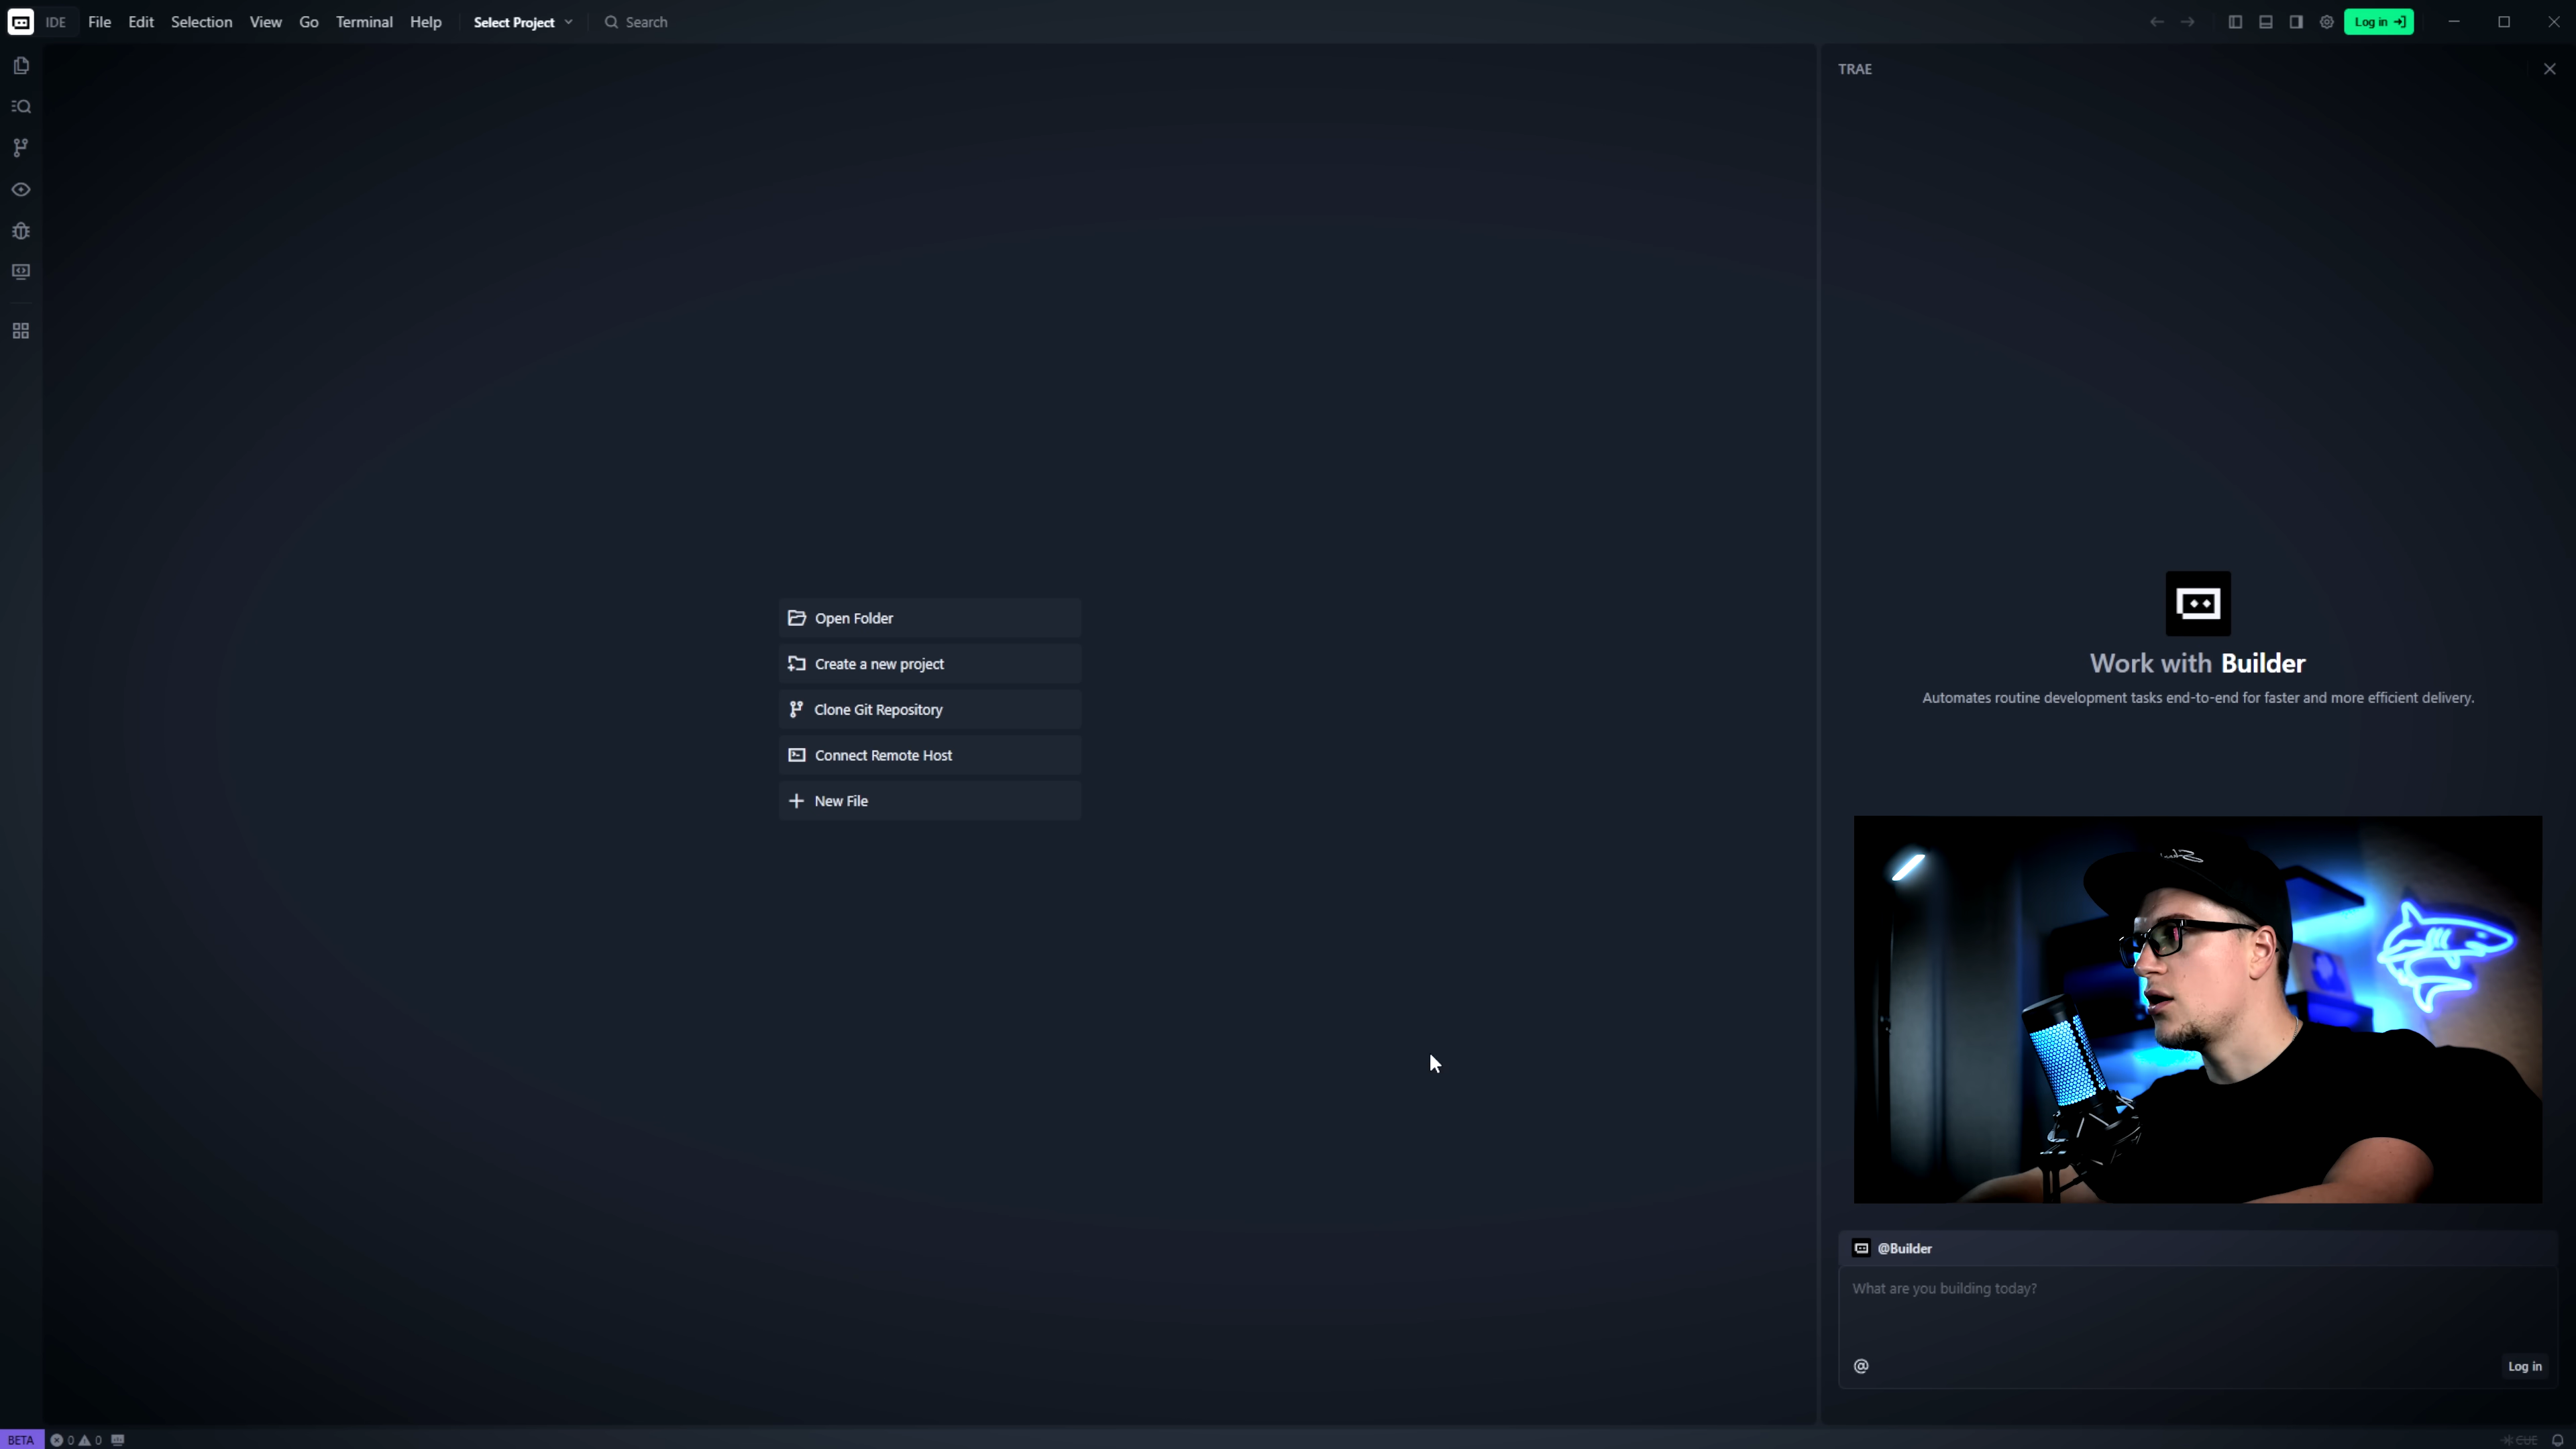 IDE File Edit Selection View Go Terminal Help Select Project Search Log in
TRAE
Open Folder
Create a new project
Clone Git Repository
Connect Remote Host
New File
Work with Builder
Automates routine development tasks end-to-end for faster and more efficient delivery.
@Builder
What are you building today?
@ Log in
BETA 0 0 CUE